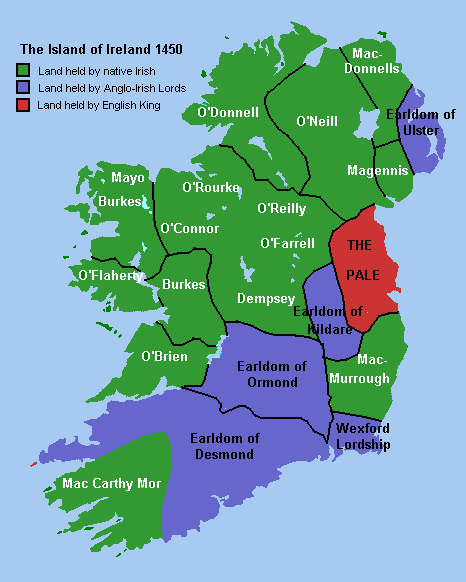 The Island of Ireland 1450
Land held by native Irish
Land held by Anglo-Irish Lords
Land held by English King
Mac-
Donnells
O'Donnell
O'Neill
Earldom of
Ulster
Magennis
Mayo
Burkes
O'Rourke
O'Reilly
O'Connor
O'Farrell
THE
PALE
O'Flaherty
Burkes
Dempsey
Earldom of
Kildare
O'Brien
Earldom of
Ormond
Mac-
Murrough
Earldom of
Desmond
Wexford
Lordship
Mac Carthy Mor